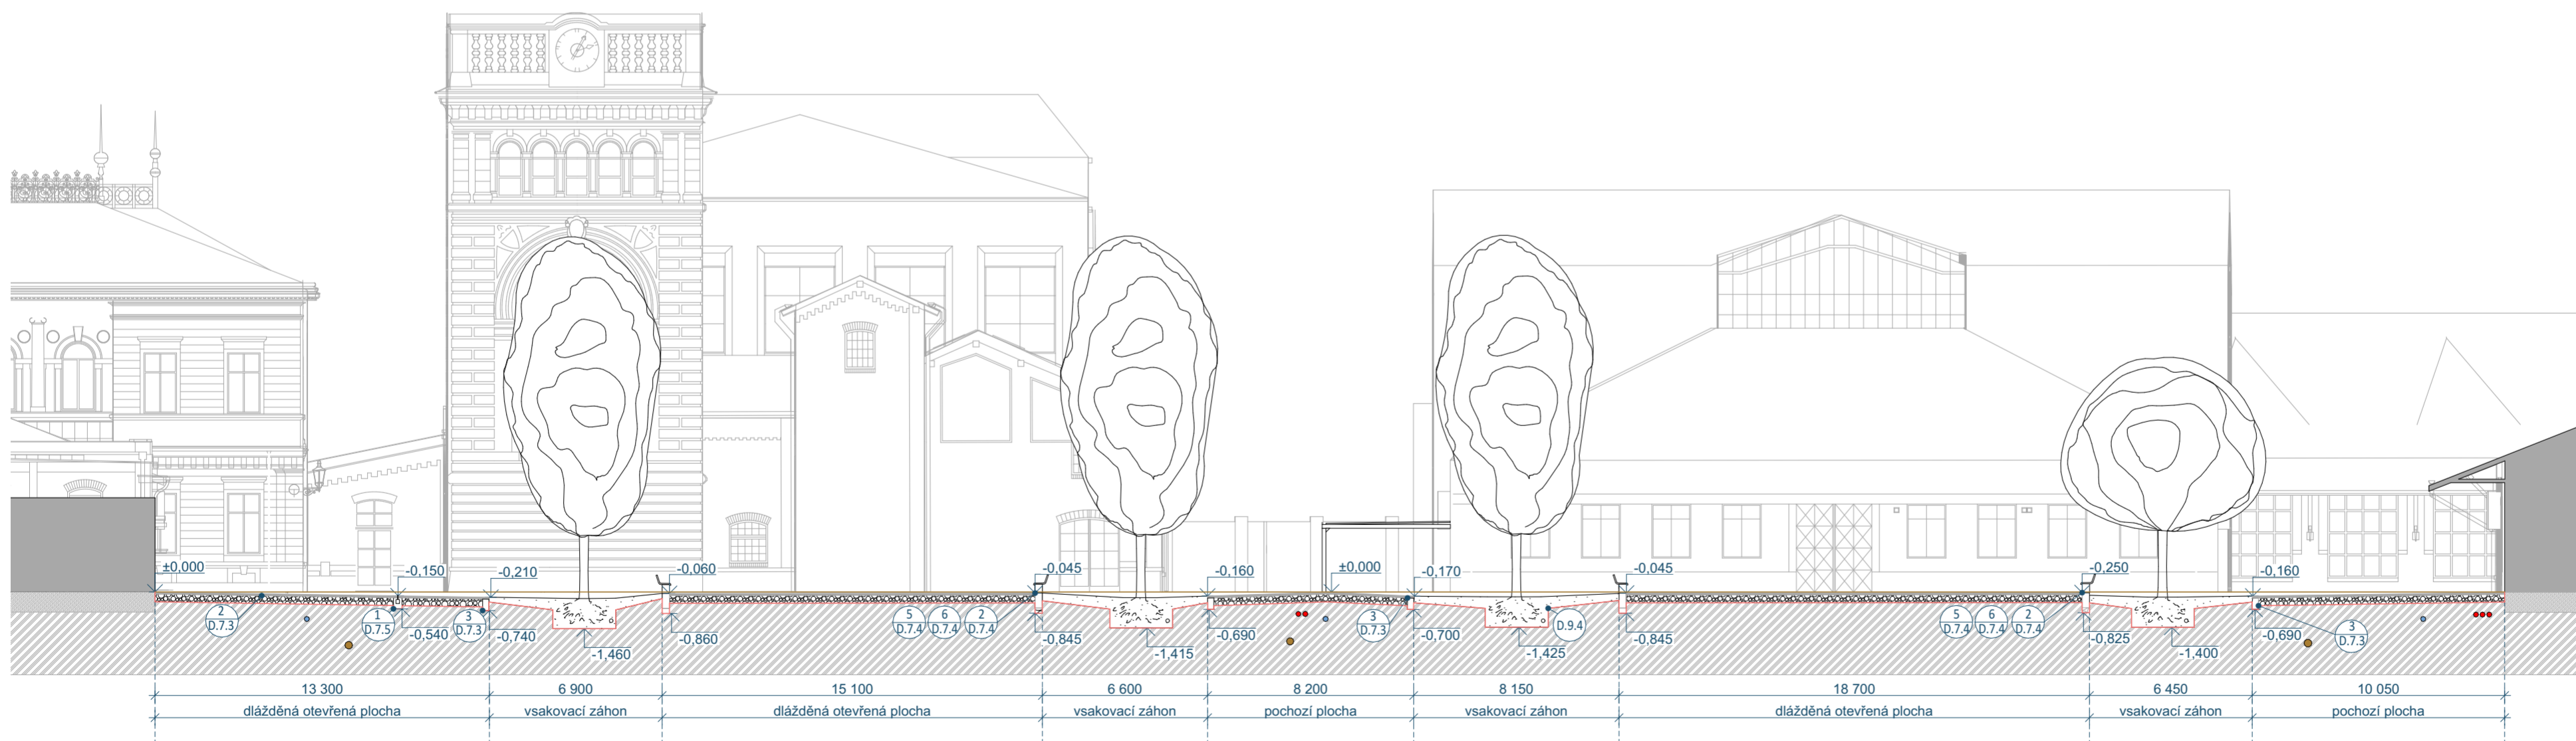 ±0,000
-0,150
-0,210
-0,060
-0,045
-0,160
±0,000
-0,170
-0,045
-0,250
-0,160
2
D.7.3
1
D.7.5
-0,540
3
D.7.3
-0,740
-1,460
-0,860
5
D.7.4
6
D.7.4
2
D.7.4
-0,845
-1,415
-0,690
3
D.7.3
-0,700
-1,425
D.9.4
-0,845
5
D.7.4
6
D.7.4
2
D.7.4
-0,825
-1,400
-0,690
3
D.7.3
13 300
6 900
15 100
6 600
8 200
8 150
18 700
6 450
10 050
dlážděná otevřená plocha
vsakovací záhon
dlážděná otevřená plocha
vsakovací záhon
pochozí plocha
vsakovací záhon
dlážděná otevřená plocha
vsakovací záhon
pochozí plocha